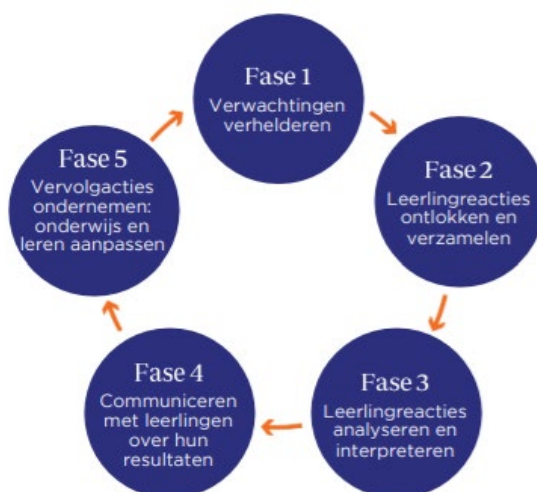 Fase 1
Verwachtingen
verhelderen
Fase 2
Leerlingreacties
ontlokken en
verzamelen
Fase 3
Leerlingreacties
analyseren en
interpreteren
Fase 4
Communiceren
met leerlingen
over hun
resultaten
Fase 5
Vervolgacties
ondernemen:
onderwijs en
leren aanpassen